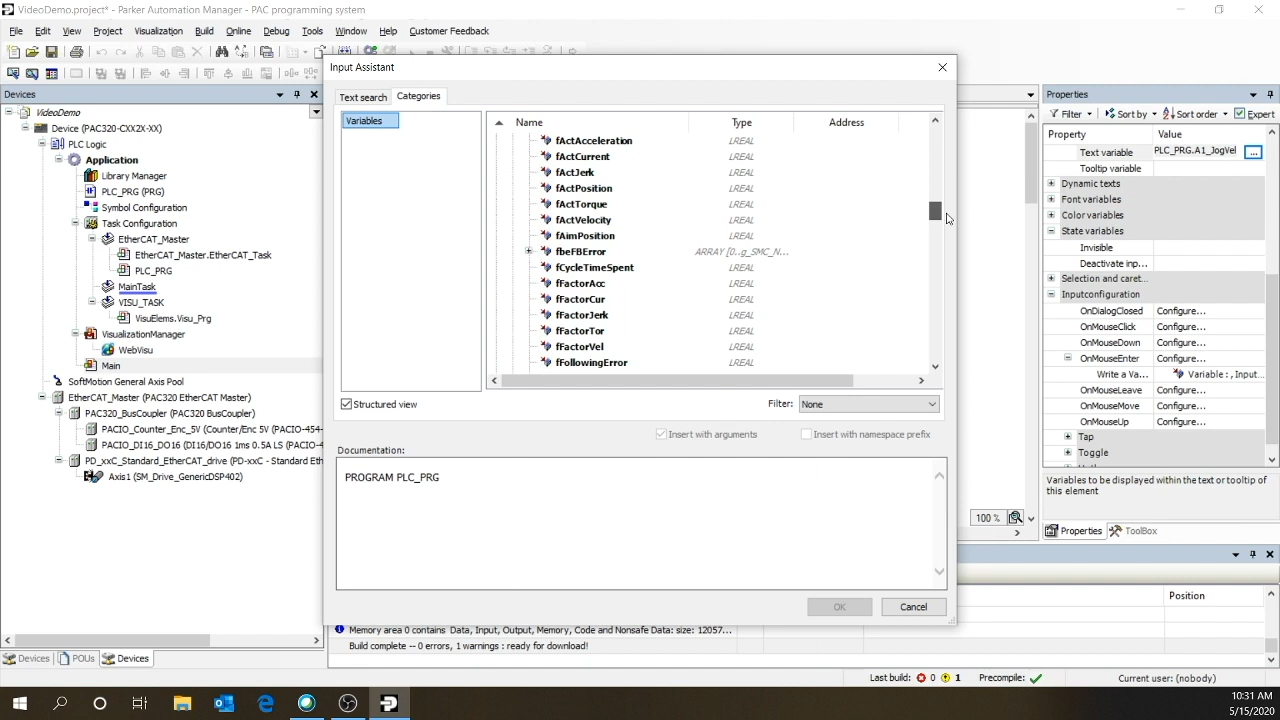 VideoDemo.project* - Parker Automation Manager - PAC programming system
File Edit View Project Visualization Build Online Debug Tools Window Help Customer Feedback
Devices
VideoDemo
Device (PAC320-CXX2X-XX)
PLC Logic
Application
Library Manager
PLC_PRG (PRG)
Symbol Configuration
Task Configuration
EtherCAT_Master
EtherCAT_Master.EtherCAT_Task
PLC_PRG
MainTask
VISU_TASK
VisuElems.Visu_Prg
VisualizationManager
WebVisu
Main
SoftMotion General Axis Pool
EtherCAT_Master (PAC320 EtherCAT Master)
PAC320_BusCoupler (PAC320 BusCoupler)
PACIO_Counter_Enc_5V (Counter/Enc 5V (PACIO-454-
PACIO_DI16_DO16 (DI16/DO16 1ms 0.5A LS (PACIO-4
PD_xxC_Standard_EtherCAT_drive (PD-xxC - Standard Eth
Axis1 (SM_Drive_GenericDSP402)
Devices POUs Devices
Input Assistant
Text search Categories
Variables
Name Type Address
fActAcceleration LREAL
fActCurrent LREAL
fActJerk LREAL
fActPosition LREAL
fActTorque LREAL
fActVelocity LREAL
fAimPosition LREAL
fbeFBError ARRAY [0..g_SMC_N...
fCycleTimeSpent LREAL
fFactorAcc LREAL
fFactorCur LREAL
fFactorJerk LREAL
fFactorTor LREAL
fFactorVel LREAL
fFollowingError LREAL
Structured view
Filter: None
Insert with arguments Insert with namespace prefix
Documentation:
PROGRAM PLC_PRG
OK Cancel
100 %
Properties
Filter Sort by Sort order Expert
Property Value
Text variable PLC_PRG.A1_JogVel ...
Tooltip variable
Dynamic texts
Font variables
Color variables
State variables
Invisible
Deactivate inp...
Selection and caret...
Inputconfiguration
OnDialogClosed Configure...
OnMouseClick Configure...
OnMouseDown Configure...
OnMouseEnter Configure...
Write a Va... Variable : , Input...
OnMouseLeave Configure...
OnMouseMove Configure...
OnMouseUp Configure...
Tap
Toggle
Variables to be displayed within the text or tooltip of
this element
Properties ToolBox
Position
Memory area 0 contains Data, Input, Output, Memory, Code and Nonsafe Data: size: 12057...
Build complete -- 0 errors, 1 warnings : ready for download!
Last build: 0 1 Precompile: Current user: (nobody)
10:31 AM
5/15/2020